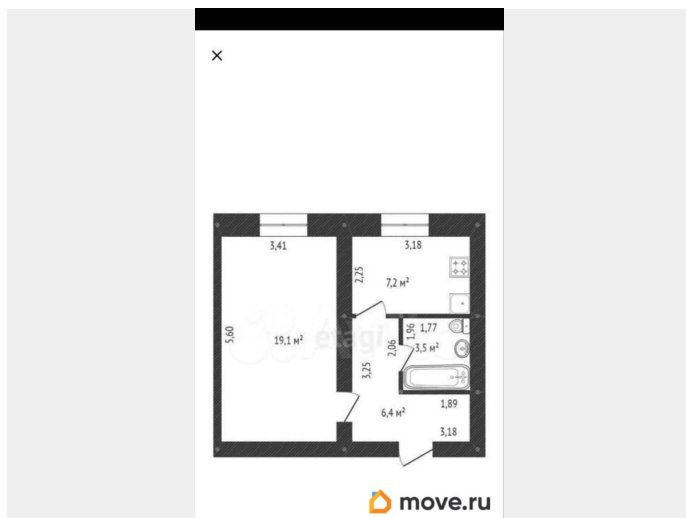 3,41
3,18
2,25
7,2 м²
5,60
19,1 м²
etagi
2,06
1,96
1,77
3,5 м²
3,25
6,4 м²
1,89
3,18
move.ru